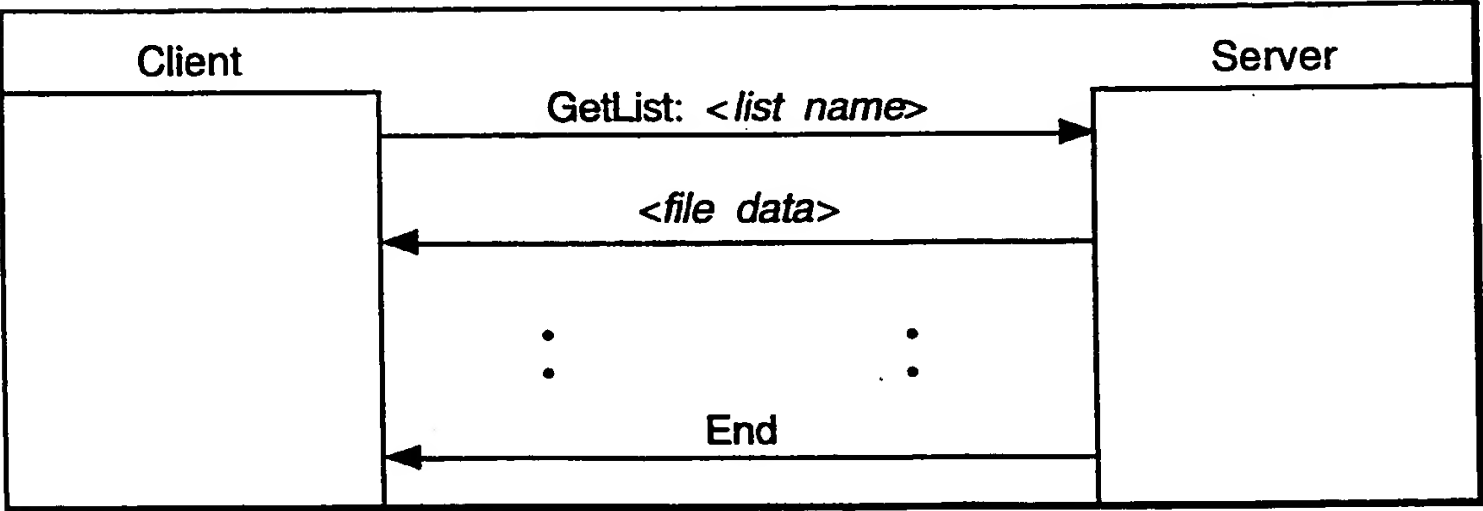 Client
Server
GetList: <list name>
<file data>
End